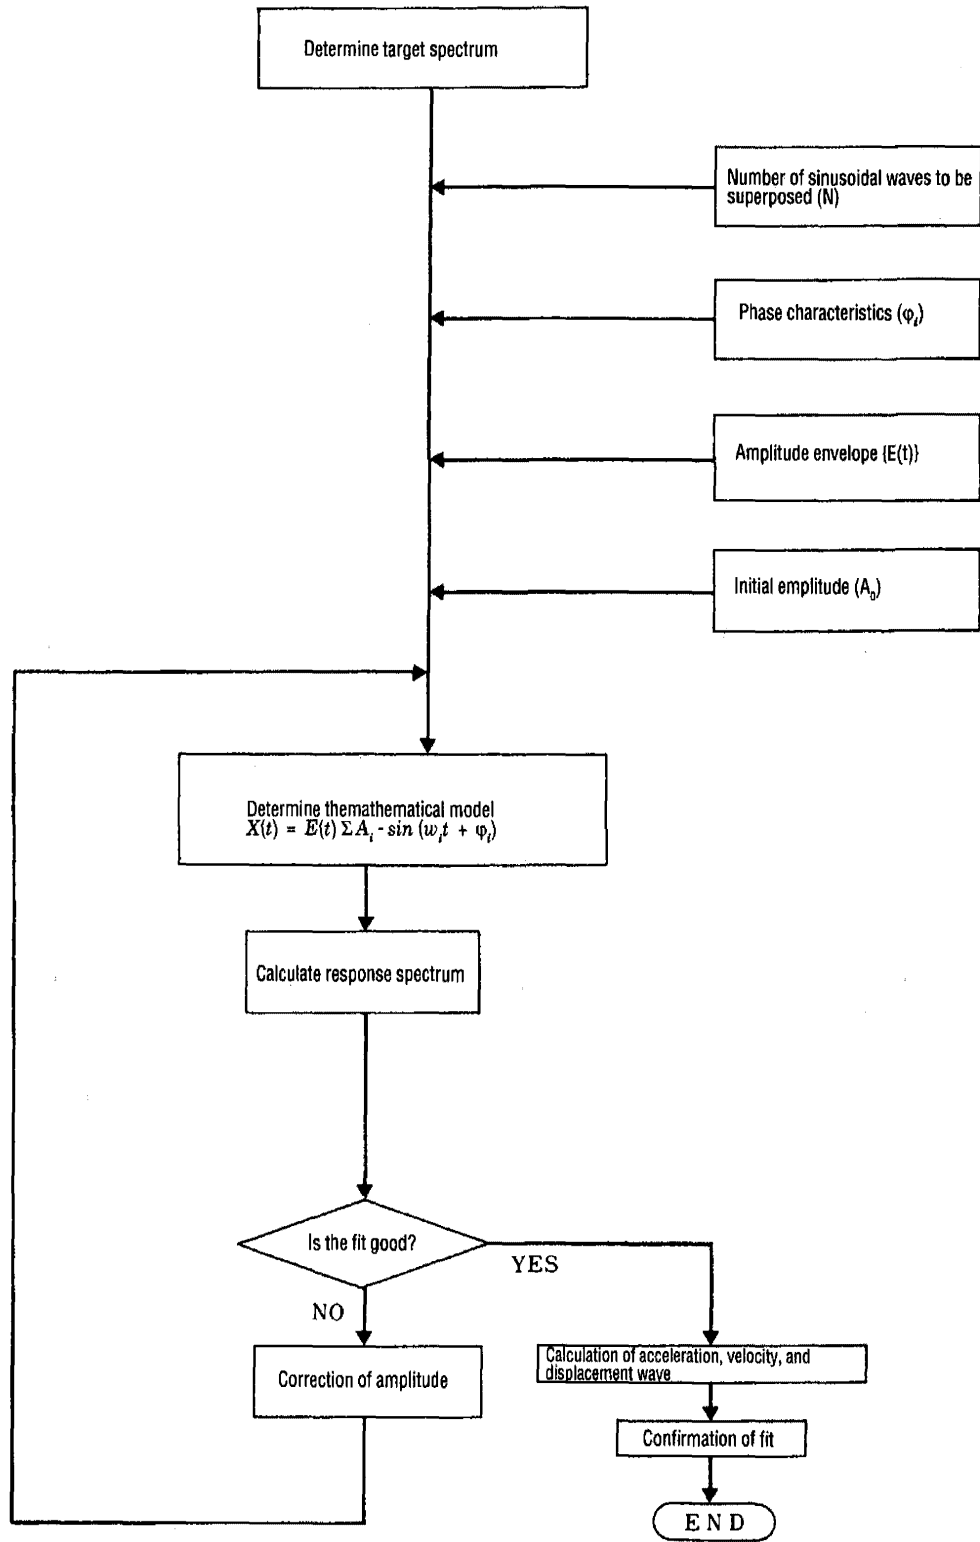 Determine target spectrum
Number of sinusoidal waves to be
superposed (N)
Phase characteristics (φᵢ)
Amplitude envelope {E(t)}
Initial emplitude (A₀)
Determine themathematical model
X(t) = E(t) Σ Aᵢ - sin (wᵢt + φᵢ)
Calculate response spectrum
Is the fit good?
YES
NO
Correction of amplitude
Calculation of acceleration, velocity, and
displacement wave
Confirmation of fit
END